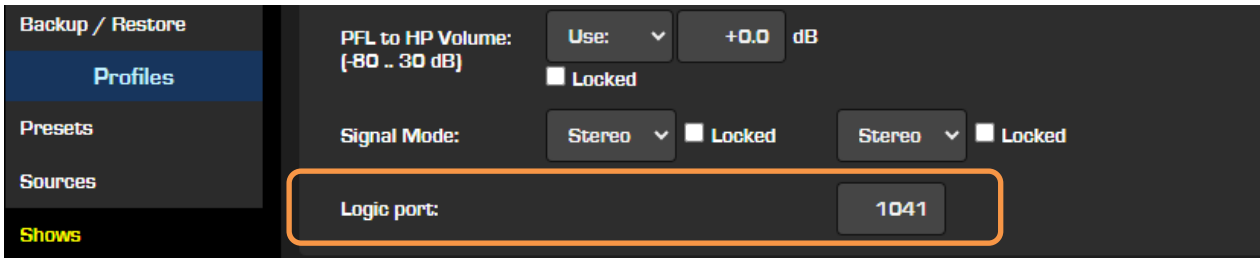 Backup / Restore
Profiles
Presets
Sources
Shows
PFL to HP Volume:
(-80 .. 30 dB)
Use:
+0.0 dB
Locked
Signal Mode:
Stereo
Locked
Stereo
Locked
Logic port:
1041